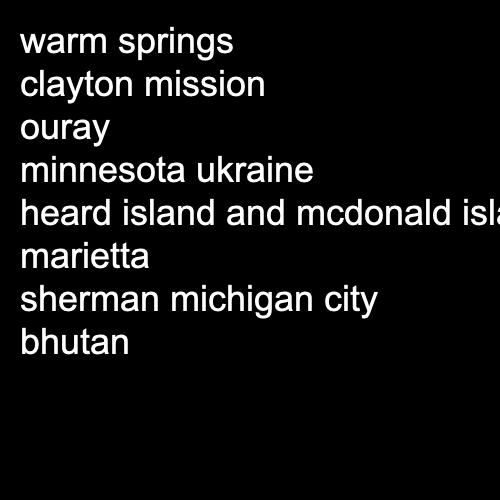 warm springs
clayton mission
ouray
minnesota ukraine
heard island and mcdonald
marietta
sherman michigan city
bhutan